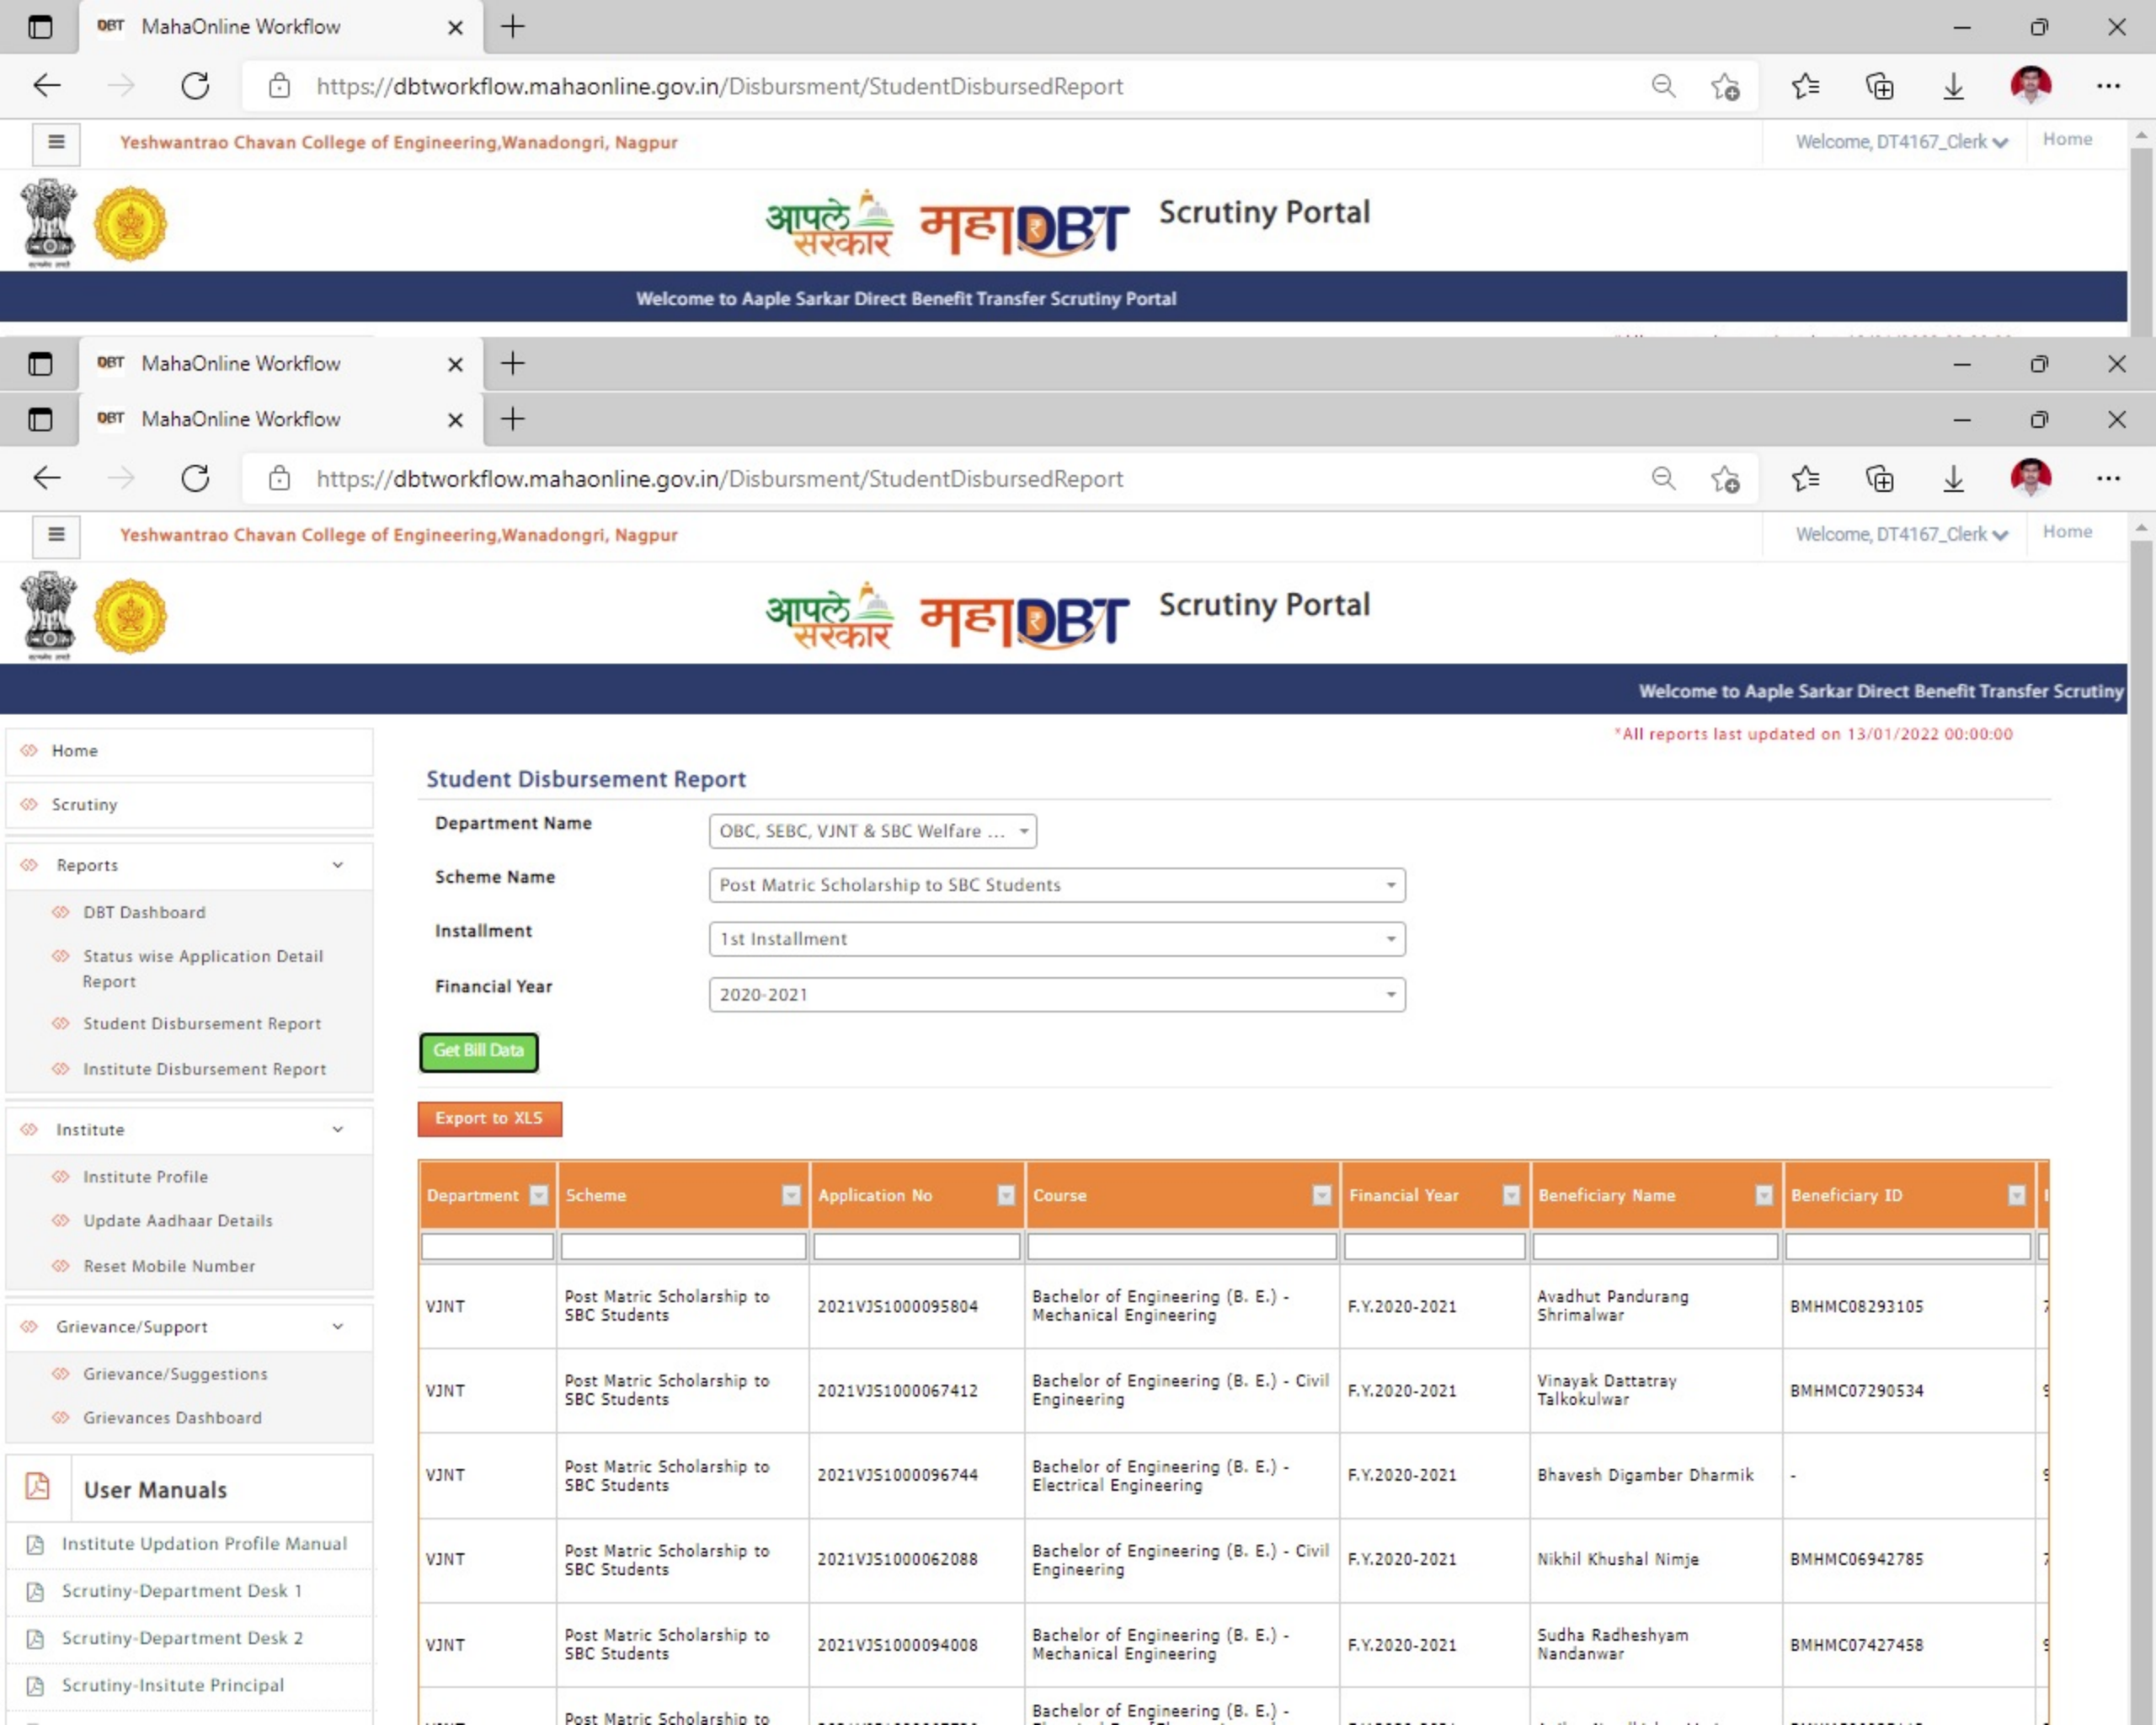 DBT MahaOnline Workflow
https://dbtworkflow.mahaonline.gov.in/Disbursment/StudentDisbursedReport
Yeshwantrao Chavan College of Engineering,Wanadongri, Nagpur
Welcome, DT4167_Clerk
Home
आपले सरकार
महाDBT
Scrutiny Portal
Welcome to Aaple Sarkar Direct Benefit Transfer Scrutiny Portal
DBT MahaOnline Workflow
DBT MahaOnline Workflow
https://dbtworkflow.mahaonline.gov.in/Disbursment/StudentDisbursedReport
Yeshwantrao Chavan College of Engineering,Wanadongri, Nagpur
Welcome, DT4167_Clerk
Home
आपले सरकार
महाDBT
Scrutiny Portal
Welcome to Aaple Sarkar Direct Benefit Transfer Scrutiny
*All reports last updated on 13/01/2022 00:00:00
Home
Scrutiny
Reports
DBT Dashboard
Status wise Application Detail
Report
Student Disbursement Report
Institute Disbursement Report
Institute
Institute Profile
Update Aadhaar Details
Reset Mobile Number
Grievance/Support
Grievance/Suggestions
Grievances Dashboard
User Manuals
Institute Updation Profile Manual
Scrutiny-Department Desk 1
Scrutiny-Department Desk 2
Scrutiny-Insitute Principal
Student Disbursement Report
Department Name OBC, SEBC, VJNT & SBC Welfare ...
Scheme Name Post Matric Scholarship to SBC Students
Installment 1st Installment
Financial Year 2020-2021
Get Bill Data
Export to XLS
Department Scheme Application No Course Financial Year Beneficiary Name Beneficiary ID
VJNT Post Matric Scholarship to SBC Students 2021VJS1000095804 Bachelor of Engineering (B. E.) - Mechanical Engineering F.Y.2020-2021 Avadhut Pandurang Shrimalwar BMHMC08293105
VJNT Post Matric Scholarship to SBC Students 2021VJS1000067412 Bachelor of Engineering (B. E.) - Civil Engineering F.Y.2020-2021 Vinayak Dattatray Talkokulwar BMHMC07290534
VJNT Post Matric Scholarship to SBC Students 2021VJS1000096744 Bachelor of Engineering (B. E.) - Electrical Engineering F.Y.2020-2021 Bhavesh Digamber Dharmik -
VJNT Post Matric Scholarship to SBC Students 2021VJS1000062088 Bachelor of Engineering (B. E.) - Civil Engineering F.Y.2020-2021 Nikhil Khushal Nimje BMHMC06942785
VJNT Post Matric Scholarship to SBC Students 2021VJS1000094008 Bachelor of Engineering (B. E.) - Mechanical Engineering F.Y.2020-2021 Sudha Radheshyam Nandanwar BMHMC07427458
Post Matric Scholarship to Bachelor of Engineering (B. E.) -